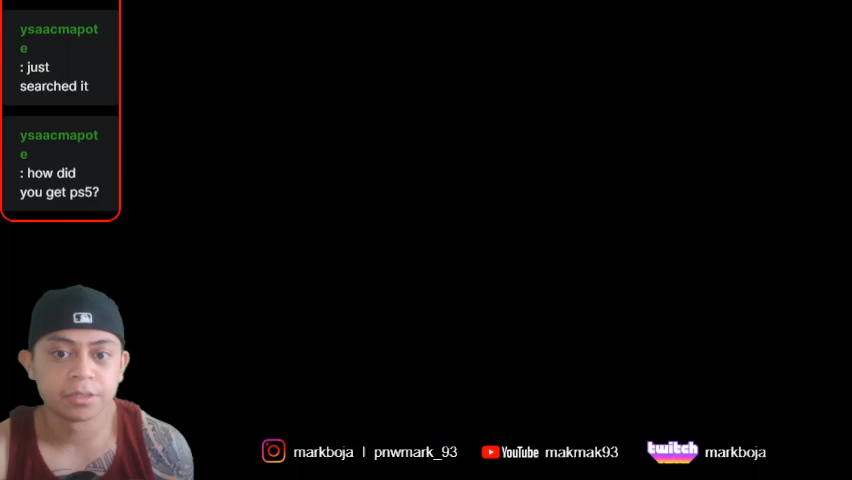 ysaacmapot
e
: just
searched it
ysaacmapot
e
: how did
you get ps5?
markboja | pnwmark_93
YouTube makmak93
twitch markboja